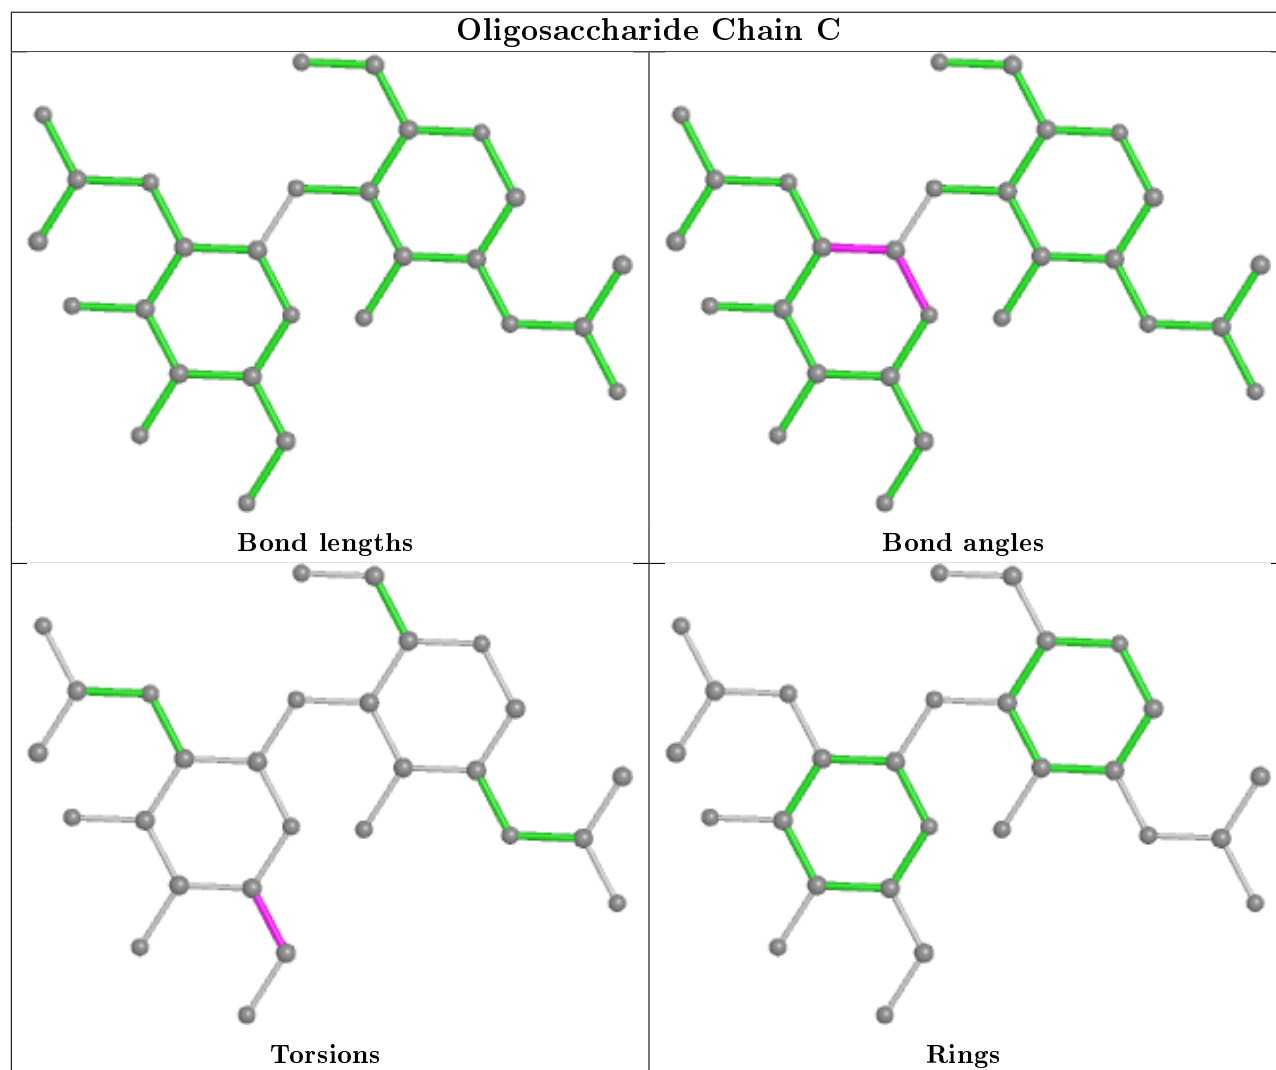 Oligosaccharide Chain C
Bond lengths
Bond angles
Torsions
Rings